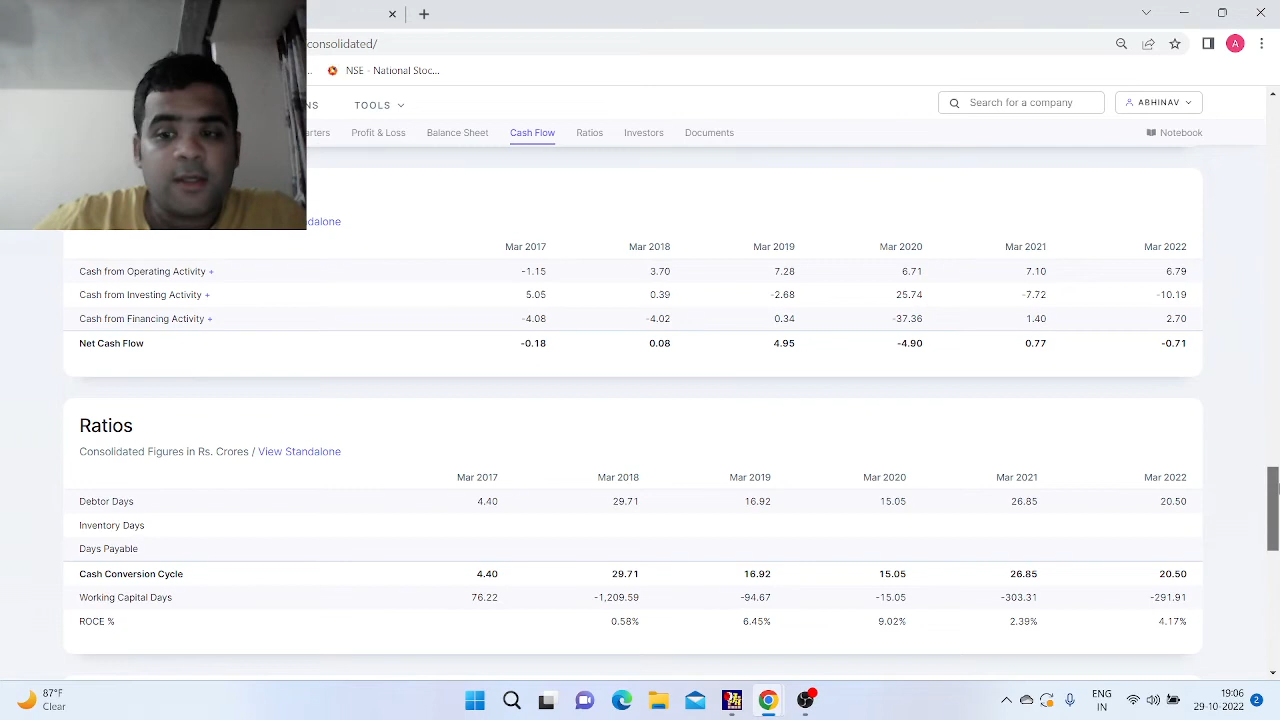 consolidated/
A
... NSE - National Stoc...
NS TOOLS Search for a company ABHINAV
arters Profit & Loss Balance Sheet Cash Flow Ratios Investors Documents Notebook
dalone
Mar 2017 Mar 2018 Mar 2019 Mar 2020 Mar 2021 Mar 2022
Cash from Operating Activity + -1.15 3.70 7.28 6.71 7.10 6.79
Cash from Investing Activity + 5.05 0.39 -2.68 25.74 -7.72 -10.19
Cash from Financing Activity + -4.08 -4.02 0.34 -37.36 1.40 2.70
Net Cash Flow -0.18 0.08 4.95 -4.90 0.77 -0.71
Ratios
Consolidated Figures in Rs. Crores / View Standalone
Mar 2017 Mar 2018 Mar 2019 Mar 2020 Mar 2021 Mar 2022
Debtor Days 4.40 29.71 16.92 15.05 26.85 20.50
Inventory Days
Days Payable
Cash Conversion Cycle 4.40 29.71 16.92 15.05 26.85 20.50
Working Capital Days 76.22 -1,209.59 -94.67 -15.05 -303.31 -291.91
ROCE % 0.58% 6.45% 9.02% 2.39% 4.17%
87°F
Clear
ENG
IN
19:06
29-10-2022
2